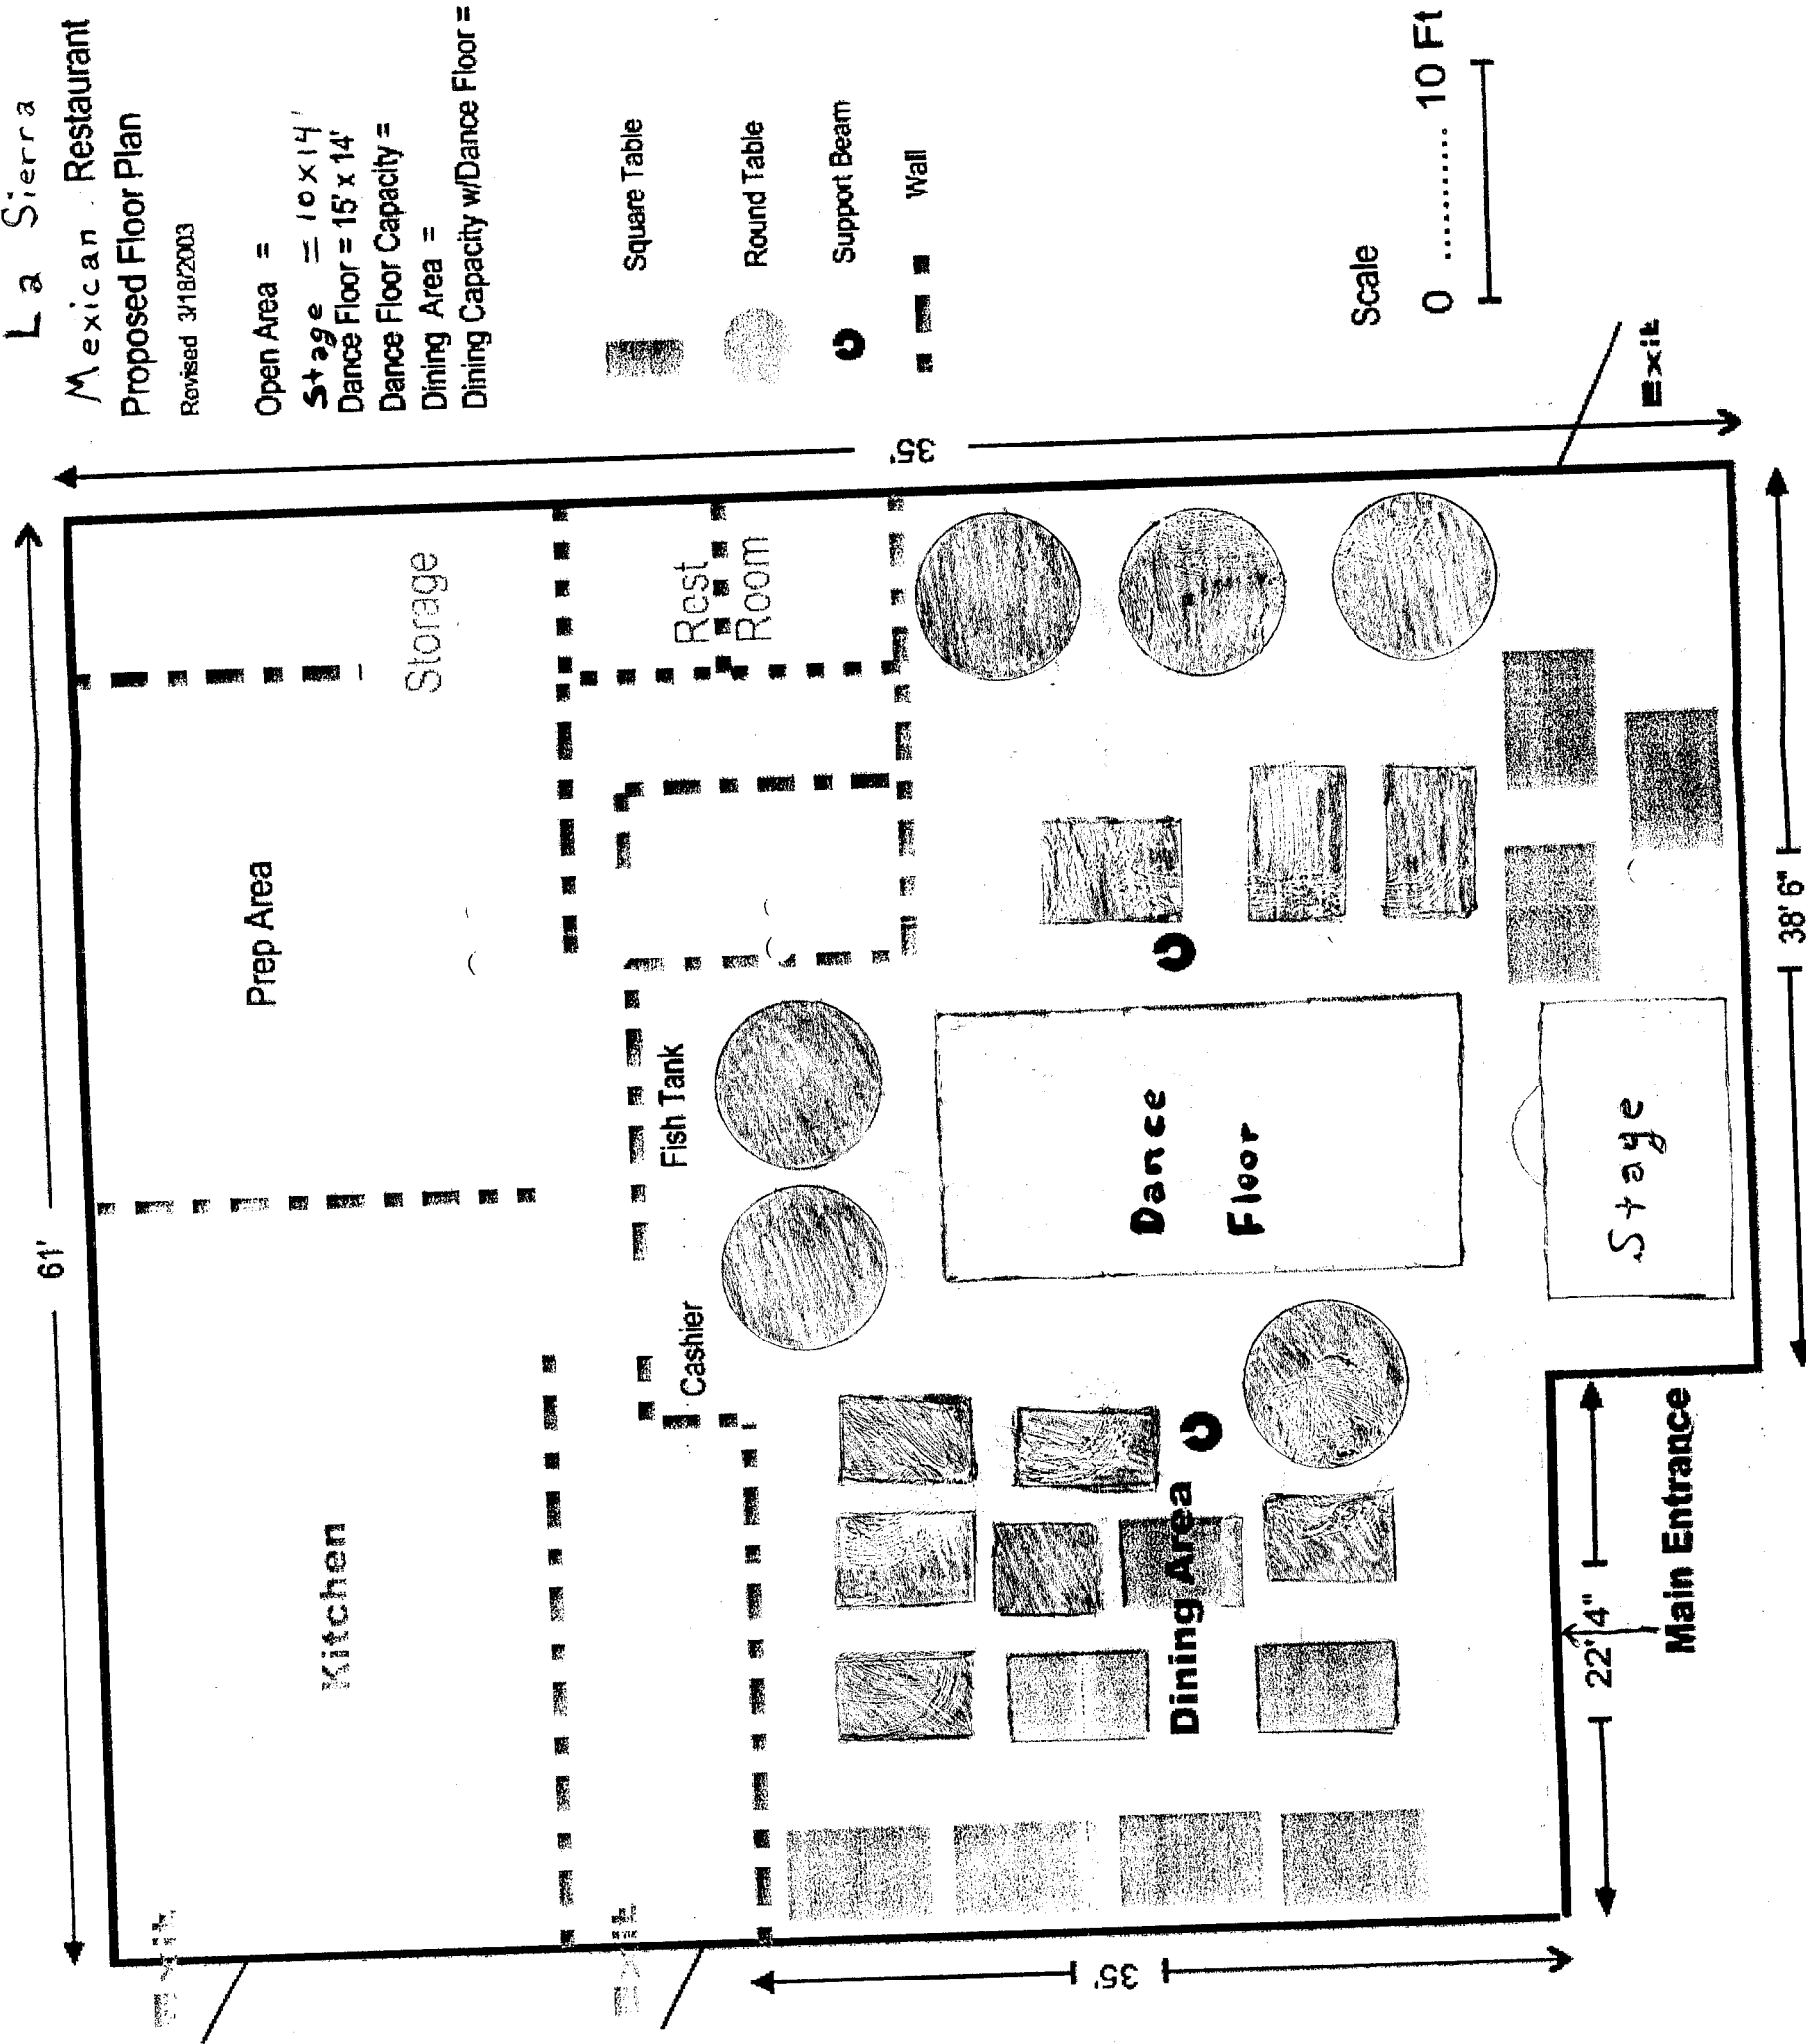 La Sierra
Mexican Restaurant
Proposed Floor Plan
Revised 3/18/2003
Open Area =
Stage = 10x14'
Dance Floor = 15' x 14'
Dance Floor Capacity =
Dining Area =
Dining Capacity w/Dance Floor =
Square Table
Round Table
Support Beam
Wall
Scale
0 .......... 10 Ft
61'
35'
Storage
Prep Area
Kitchen
Rest
Room
Fish Tank
Cashier
Dance
Floor
Stage
Dining Area
Exit
Exit
Exit
35'
22'4"
38' 6"
Main Entrance